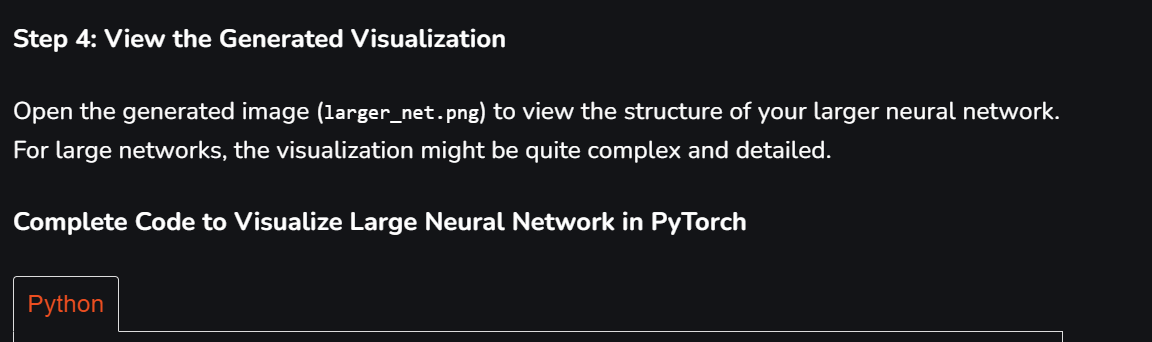 Step 4: View the Generated Visualization
Open the generated image (larger_net.png) to view the structure of your larger neural network.
For large networks, the visualization might be quite complex and detailed.
Complete Code to Visualize Large Neural Network in PyTorch
Python